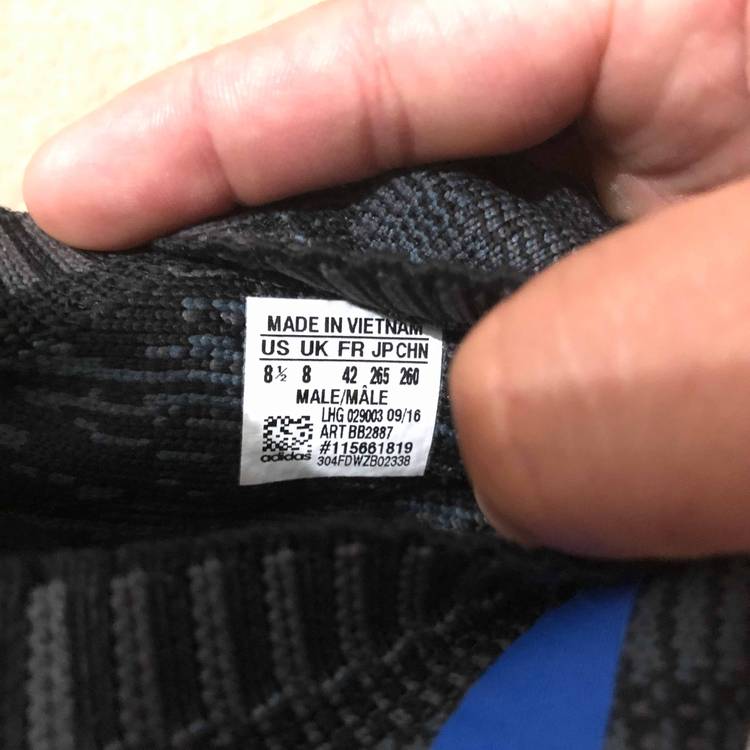 MADE IN VIETNAM
US UK FR JP CHN
8½ 8 42 265 260
MALE/MÂLE
LHG 029003 09/16
ART BB2887
#115661819
adidas 304FDWZB02338